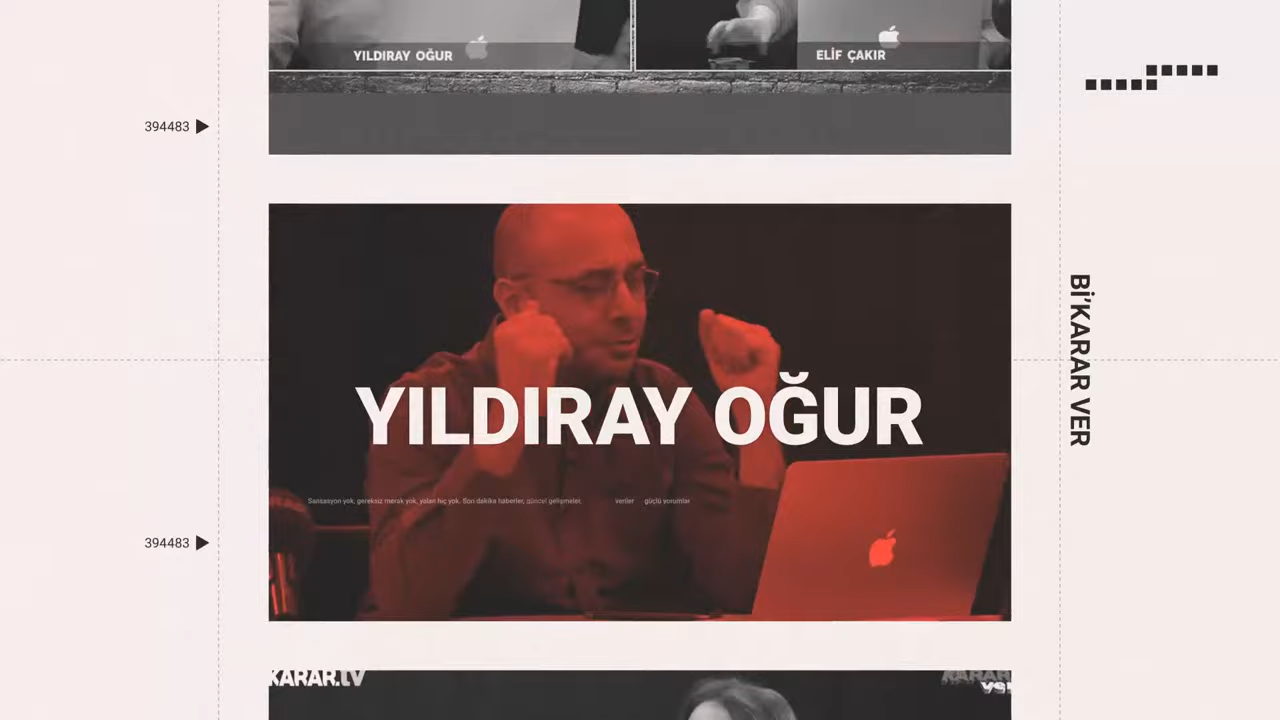 YILDIRAY OĞUR
ELİF ÇAKIR
394483
YILDIRAY OĞUR
Sansasyon yok, gereksiz merak yok, yalan hiç yok. Son dakika haberler, güncel gelişmeler, veriler güçlü yorumlar
394483
Bİ'KARAR VER
KARAR.tV
KARAR